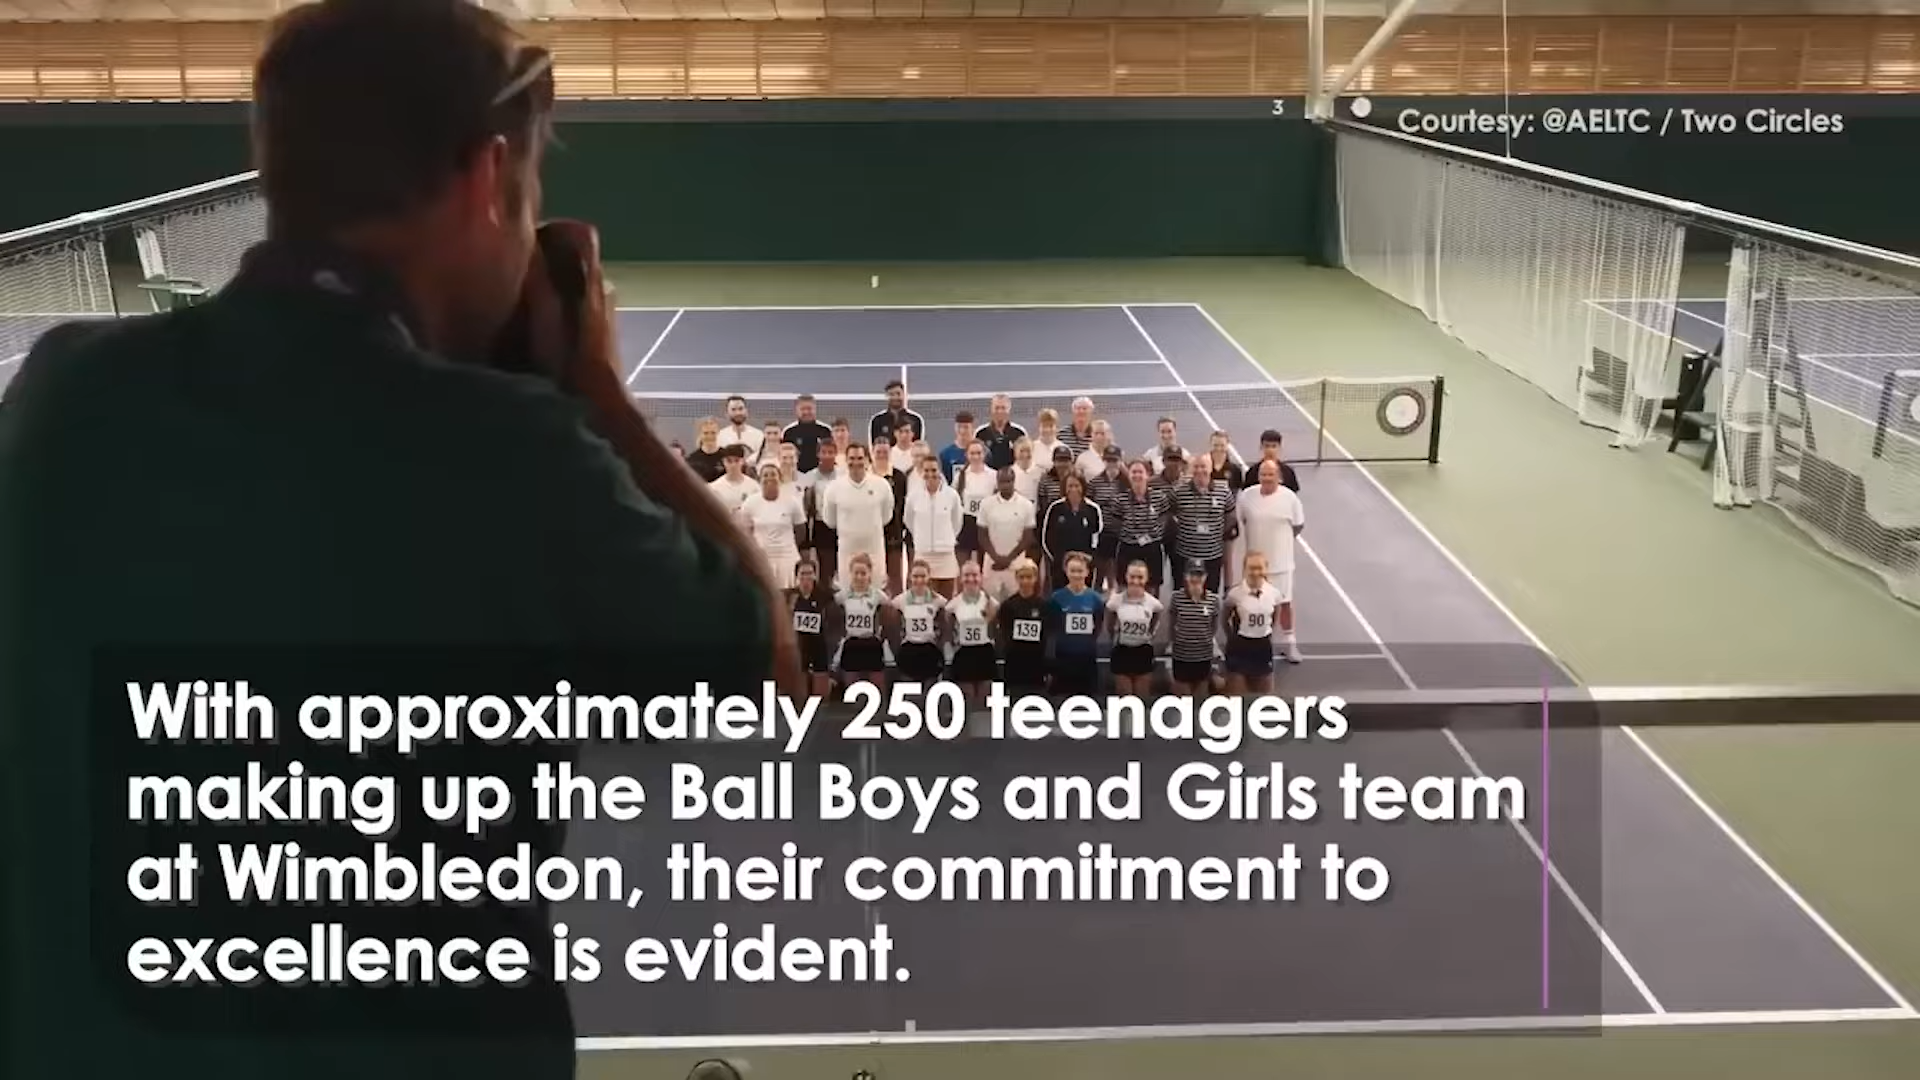 3
Courtesy: @AELTC / Two Circles
142
228
33
36
139
58
229
90
With approximately 250 teenagers
making up the Ball Boys and Girls team
at Wimbledon, their commitment to
excellence is evident.